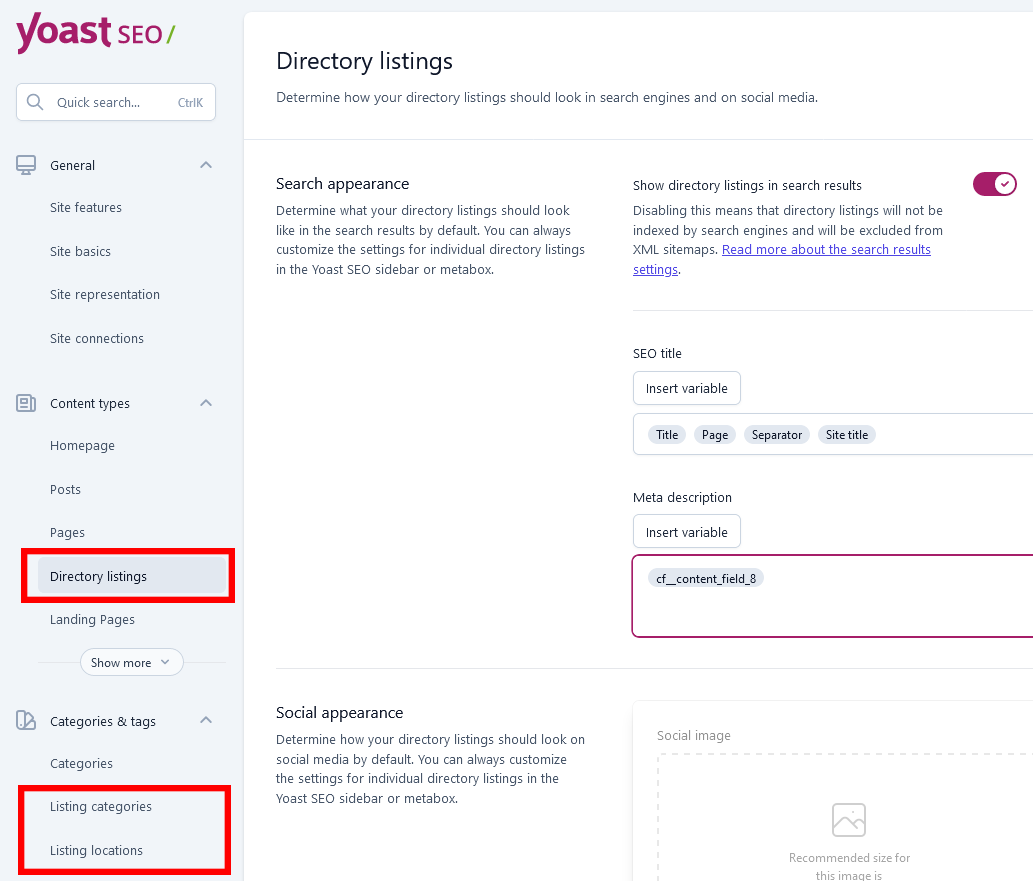 yoast SEO/
Quick search... CtrlK
General
Site features
Site basics
Site representation
Site connections
Content types
Homepage
Posts
Pages
Directory listings
Landing Pages
Show more
Categories & tags
Categories
Listing categories
Listing locations
Directory listings
Determine how your directory listings should look in search engines and on social media.
Search appearance
Determine what your directory listings should look
like in the search results by default. You can always
customize the settings for individual directory listings
in the Yoast SEO sidebar or metabox.
Show directory listings in search results
Disabling this means that directory listings will not be
indexed by search engines and will be excluded from
XML sitemaps. Read more about the search results
settings.
SEO title
Insert variable
Title Page Separator Site title
Meta description
Insert variable
cf__content_field_8
Social appearance
Determine how your directory listings should look on
social media by default. You can always customize
the settings for individual directory listings in the
Yoast SEO sidebar or metabox.
Social image
Recommended size for
this image is